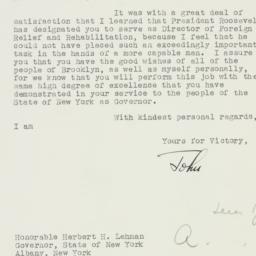 It was with a great deal of
satisfaction that I learned that President Roosevel
has designated you to serve as Director of Foreign
Relief and Rehabilitation, because I feel that he
could not have placed such an exceedingly important
task in the hands of a more capable man. I assure
you that you have the good wishes of all of the
people of Brooklyn, as well as myself personally,
for we know that you will perform this job with the
same high degree of excellence that you have
demonstrated in your service to the people of the
State of New York as Governor.
With kindest personal regards,
I am
Yours for Victory,
John
Honorable Herbert H. Lehman
Governor, State of New York
Albany, New York
A.